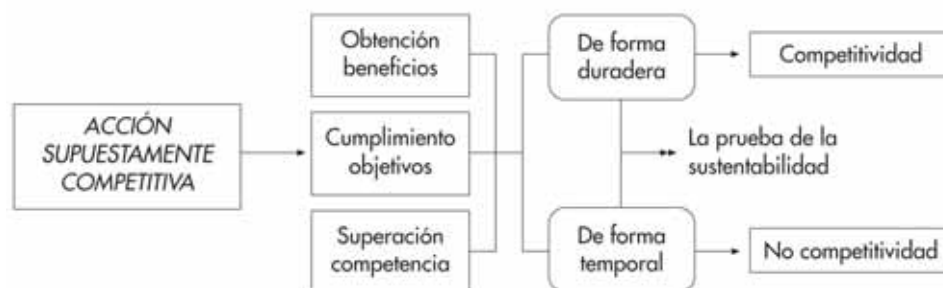 ACCIÓN
SUPUESTAMENTE
COMPETITIVA
Obtención
beneficios
Cumplimiento
objetivos
Superación
competencia
De forma
duradera
De forma
temporal
Competitividad
La prueba de la
sustentabilidad
No competitividad